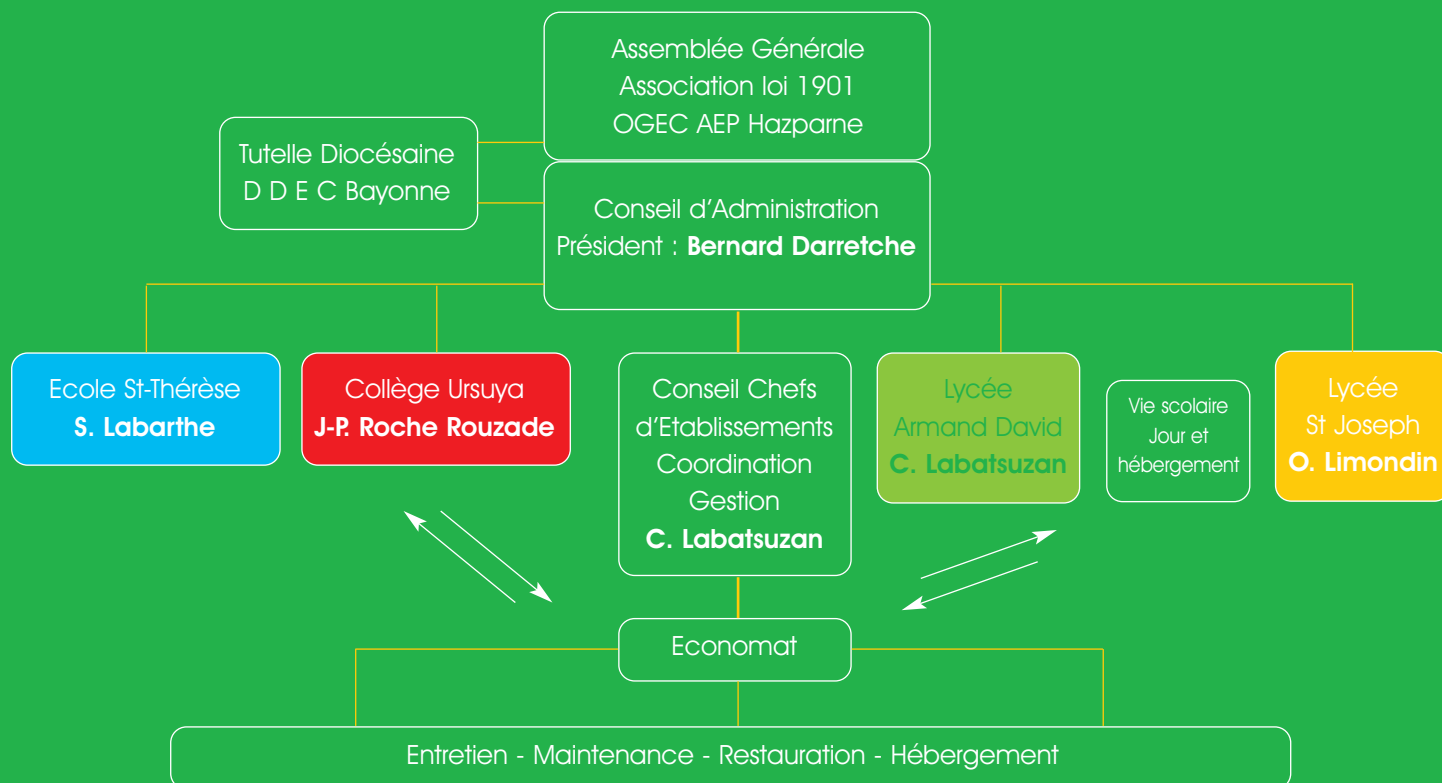 Assemblée Générale
Association loi 1901
OGEC AEP Hazparne
Tutelle Diocésaine
D D E C Bayonne
Conseil d'Administration
Président : Bernard Darretche
Ecole St-Thérèse
S. Labarthe
Collège Ursuya
J-P. Roche Rouzade
Conseil Chefs
d'Etablissements
Coordination
Gestion
C. Labatsuzan
Lycée
Armand David
C. Labatsuzan
Vie scolaire
Jour et
hébergement
Lycée
St Joseph
O. Limondin
Economat
Entretien - Maintenance - Restauration - Hébergement